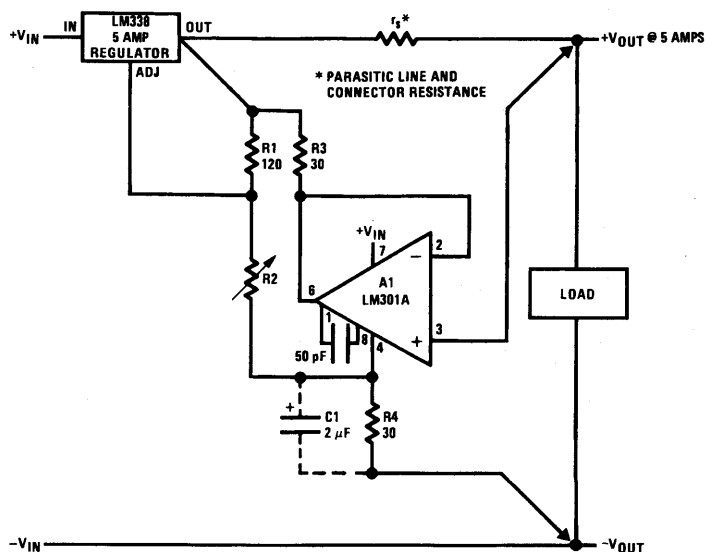 LM338
5 AMP
REGULATOR
IN
OUT
ADJ
+VIN
rs*
+VOUT @ 5 AMPS
* PARASITIC LINE AND
CONNECTOR RESISTANCE
R1
120
R3
30
+VIN
7
2
−
A1
LM301A
6
R2
1
8
4
3
+
50 pF
LOAD
+
C1
2 μF
R4
30
−VIN
−VOUT